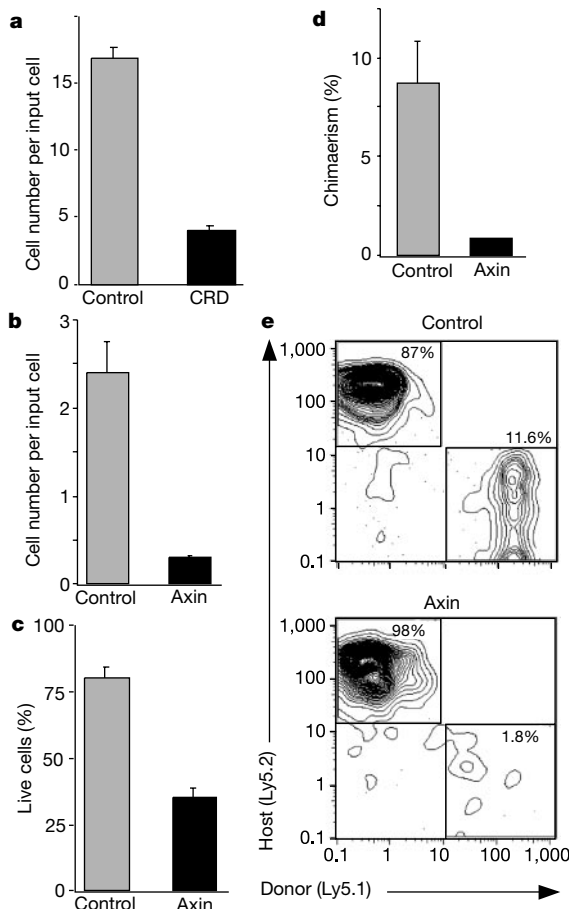 a
Cell number per input cell
15
10
5
0
Control CRD
b
Cell number per input cell
3
2
1
0
Control Axin
c
Live cells (%)
100
75
50
25
0
Control Axin
d
Chimaerism (%)
10
5
0
Control Axin
e
Control
87%
11.6%
1,000
100
10
1
0.1
Axin
98%
1.8%
1,000
100
10
1
0.1
0.1 1 10 100 1,000
Host (Ly5.2)
Donor (Ly5.1)